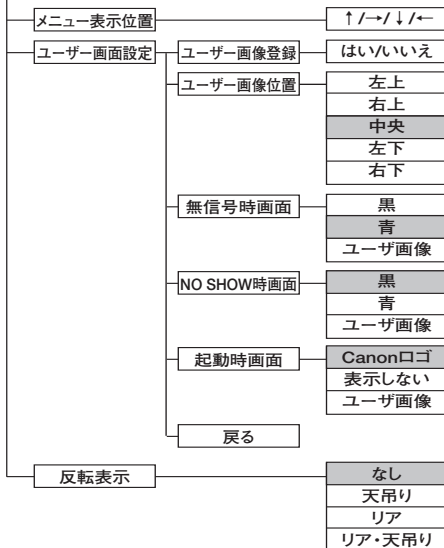 メニュー表示位置
↑/→/↓/←
ユーザー画面設定
ユーザー画像登録
はい/いいえ
ユーザー画像位置
左上
右上
中央
左下
右下
無信号時画面
黒
青
ユーザ画像
NO SHOW時画面
黒
青
ユーザ画像
起動時画面
Canonロゴ
表示しない
ユーザ画像
戻る
反転表示
なし
天吊り
リア
リア・天吊り